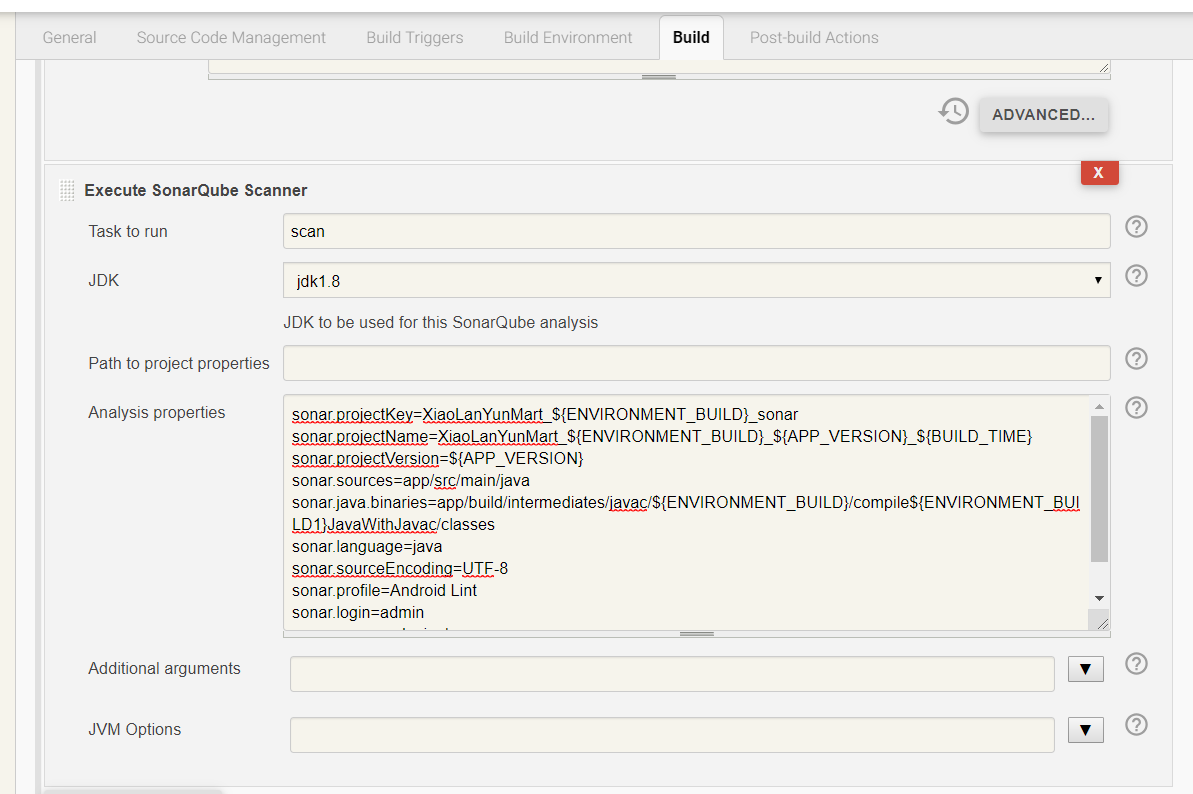 General Source Code Management Build Triggers Build Environment Build Post-build Actions
ADVANCED...
X
Execute SonarQube Scanner
Task to run scan
JDK jdk1.8
JDK to be used for this SonarQube analysis
Path to project properties
Analysis properties
sonar.projectKey=XiaoLanYunMart_${ENVIRONMENT_BUILD}_sonar
sonar.projectName=XiaoLanYunMart_${ENVIRONMENT_BUILD}_${APP_VERSION}_${BUILD_TIME}
sonar.projectVersion=${APP_VERSION}
sonar.sources=app/src/main/java
sonar.java.binaries=app/build/intermediates/javac/${ENVIRONMENT_BUILD}/compile${ENVIRONMENT_BUI
LD1}JavaWithJavac/classes
sonar.language=java
sonar.sourceEncoding=UTF-8
sonar.profile=Android Lint
sonar.login=admin
Additional arguments
JVM Options